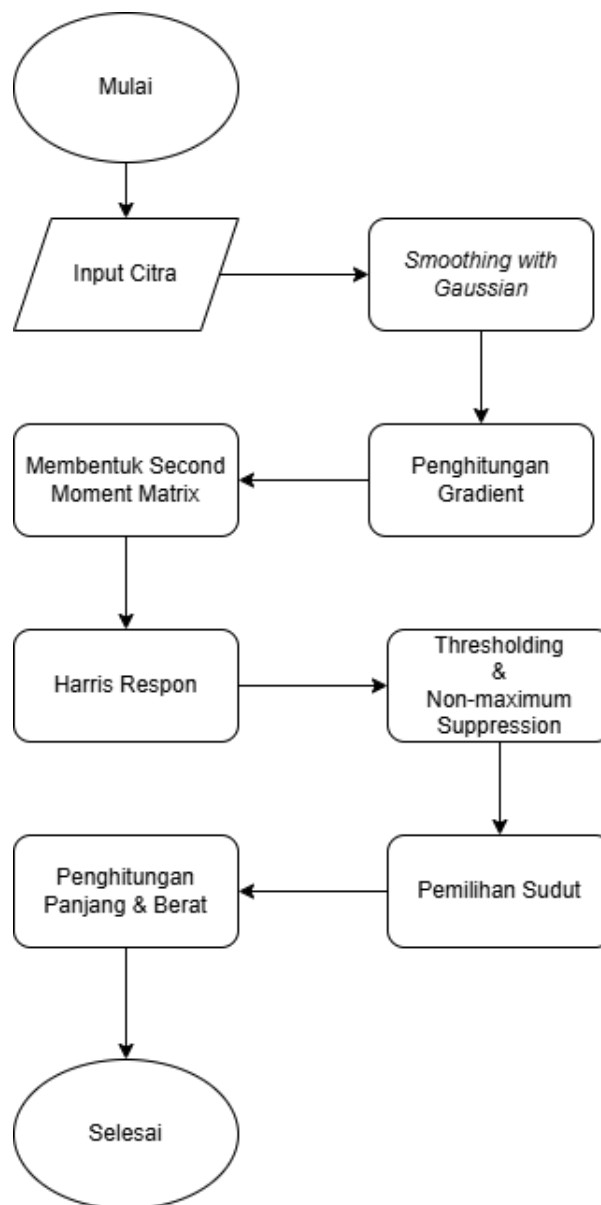 Mulai
Input Citra
Smoothing with
Gaussian
Penghitungan
Gradient
Membentuk Second
Moment Matrix
Harris Respon
Thresholding
&
Non-maximum
Suppression
Pemilihan Sudut
Penghitungan
Panjang & Berat
Selesai